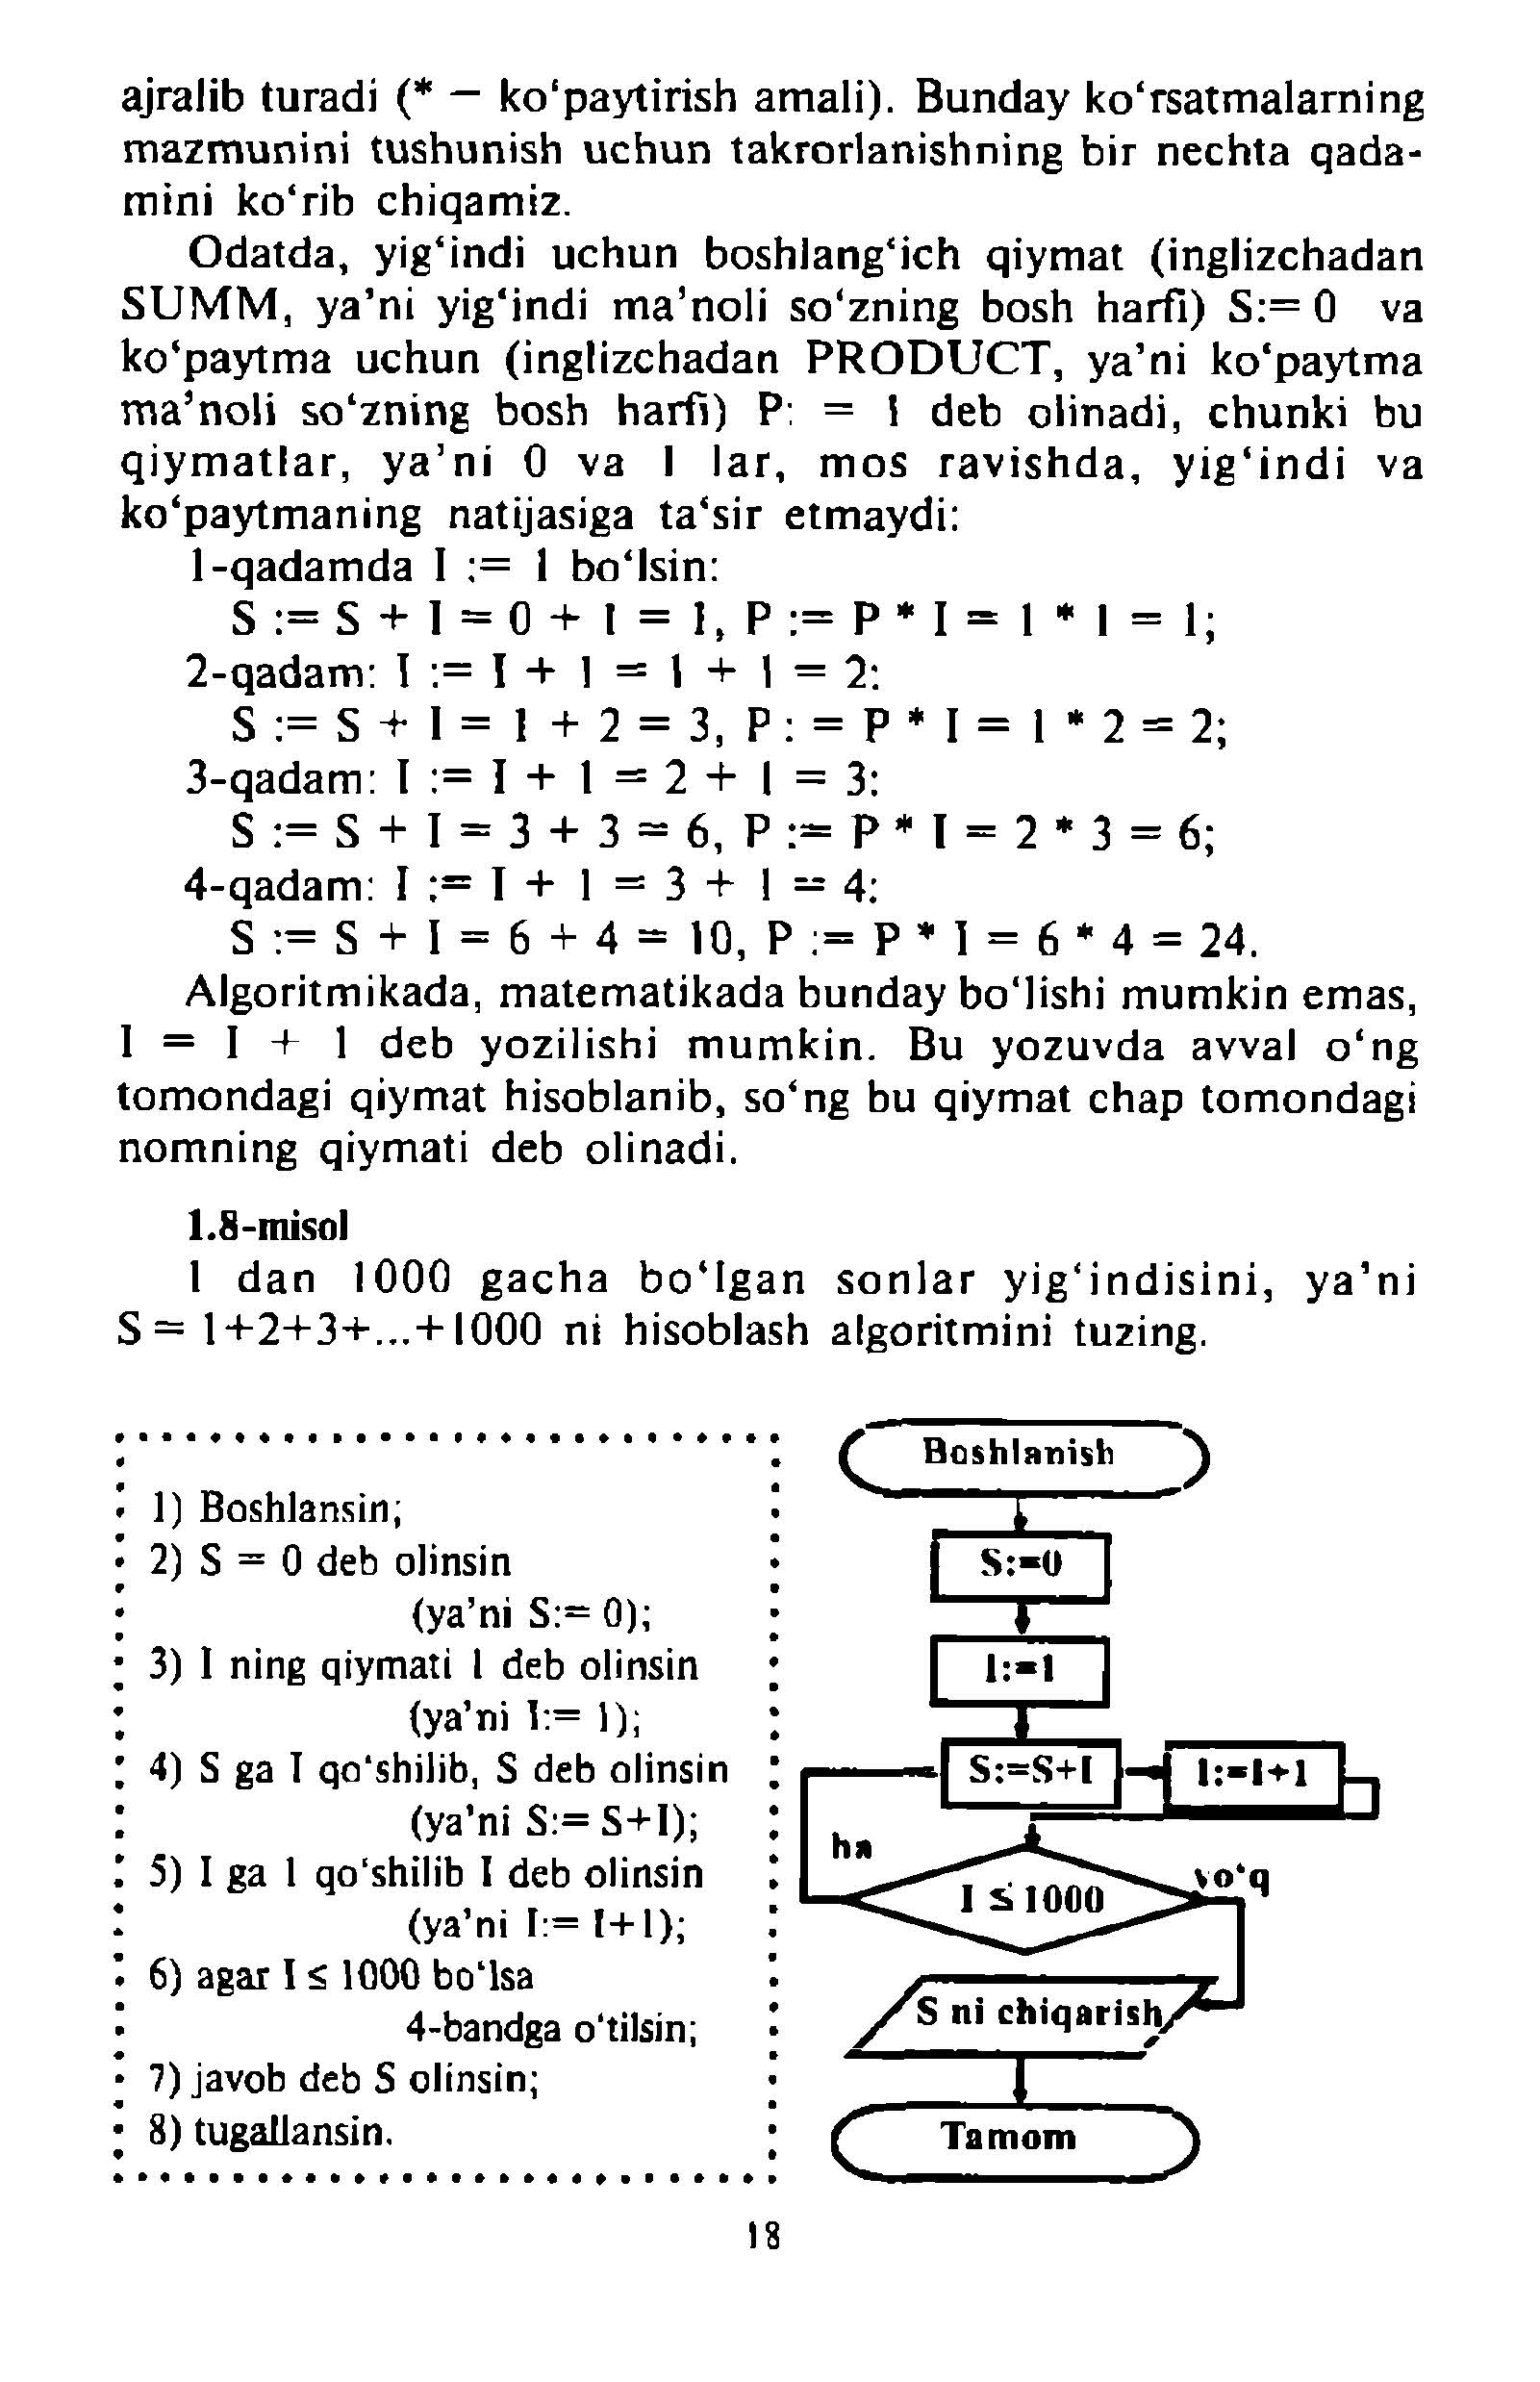 ajralib turadi (* – ko‘paytirish amali). Bunday ko‘rsatmalarning
mazmunini tushunish uchun takrorlanishning bir nechta qada-
mini ko‘rib chiqamiz.
Odatda, yig‘indi uchun boshlang‘ich qiymat (inglizchadan
SUMM, ya’ni yig‘indi ma’noli so‘zning bosh harfi) S:= 0 va
ko‘paytma uchun (inglizchadan PRODUCT, ya’ni ko‘paytma
ma’noli so‘zning bosh harfi) P: = 1 deb olinadi, chunki bu
qiymatlar, ya’ni 0 va 1 lar, mos ravishda, yig‘indi va
ko‘paytmaning natijasiga ta‘sir etmaydi:
1-qadamda I := 1 bo‘lsin:
S := S + I = 0 + 1 = 1, P := P * I = 1 * 1 = 1;
2-qadam: I := I + 1 = 1 + 1 = 2:
S := S + I = 1 + 2 = 3, P : = P * I = 1 * 2 = 2;
3-qadam: I := I + 1 = 2 + 1 = 3:
S := S + I = 3 + 3 = 6, P := P * I = 2 * 3 = 6;
4-qadam: I := I + 1 = 3 + 1 = 4:
S := S + I = 6 + 4 = 10, P := P * I = 6 * 4 = 24.
Algoritmikada, matematikada bunday bo‘lishi mumkin emas,
I = I + 1 deb yozilishi mumkin. Bu yozuvda avval o‘ng
tomondagi qiymat hisoblanib, so‘ng bu qiymat chap tomondagi
nomning qiymati deb olinadi.
1.8-misol
1 dan 1000 gacha bo‘lgan sonlar yig‘indisini, ya’ni
S= 1+2+3+...+1000 ni hisoblash algoritmini tuzing.
1) Boshlansin;
2) S = 0 deb olinsin
(ya’ni S:= 0);
3) I ning qiymati 1 deb olinsin
(ya’ni I:= 1);
4) S ga I qo‘shilib, S deb olinsin
(ya’ni S:= S+I);
5) I ga 1 qo‘shilib I deb olinsin
(ya’ni I:= I+1);
6) agar I ≤ 1000 bo‘lsa
4-bandga o‘tilsin;
7) javob deb S olinsin;
8) tugallansin.
Boshlanish
S:=0
I:=1
S:=S+I
I:=I+1
ha
I ≤ 1000
yo‘q
S ni chiqarish
Tamom
18